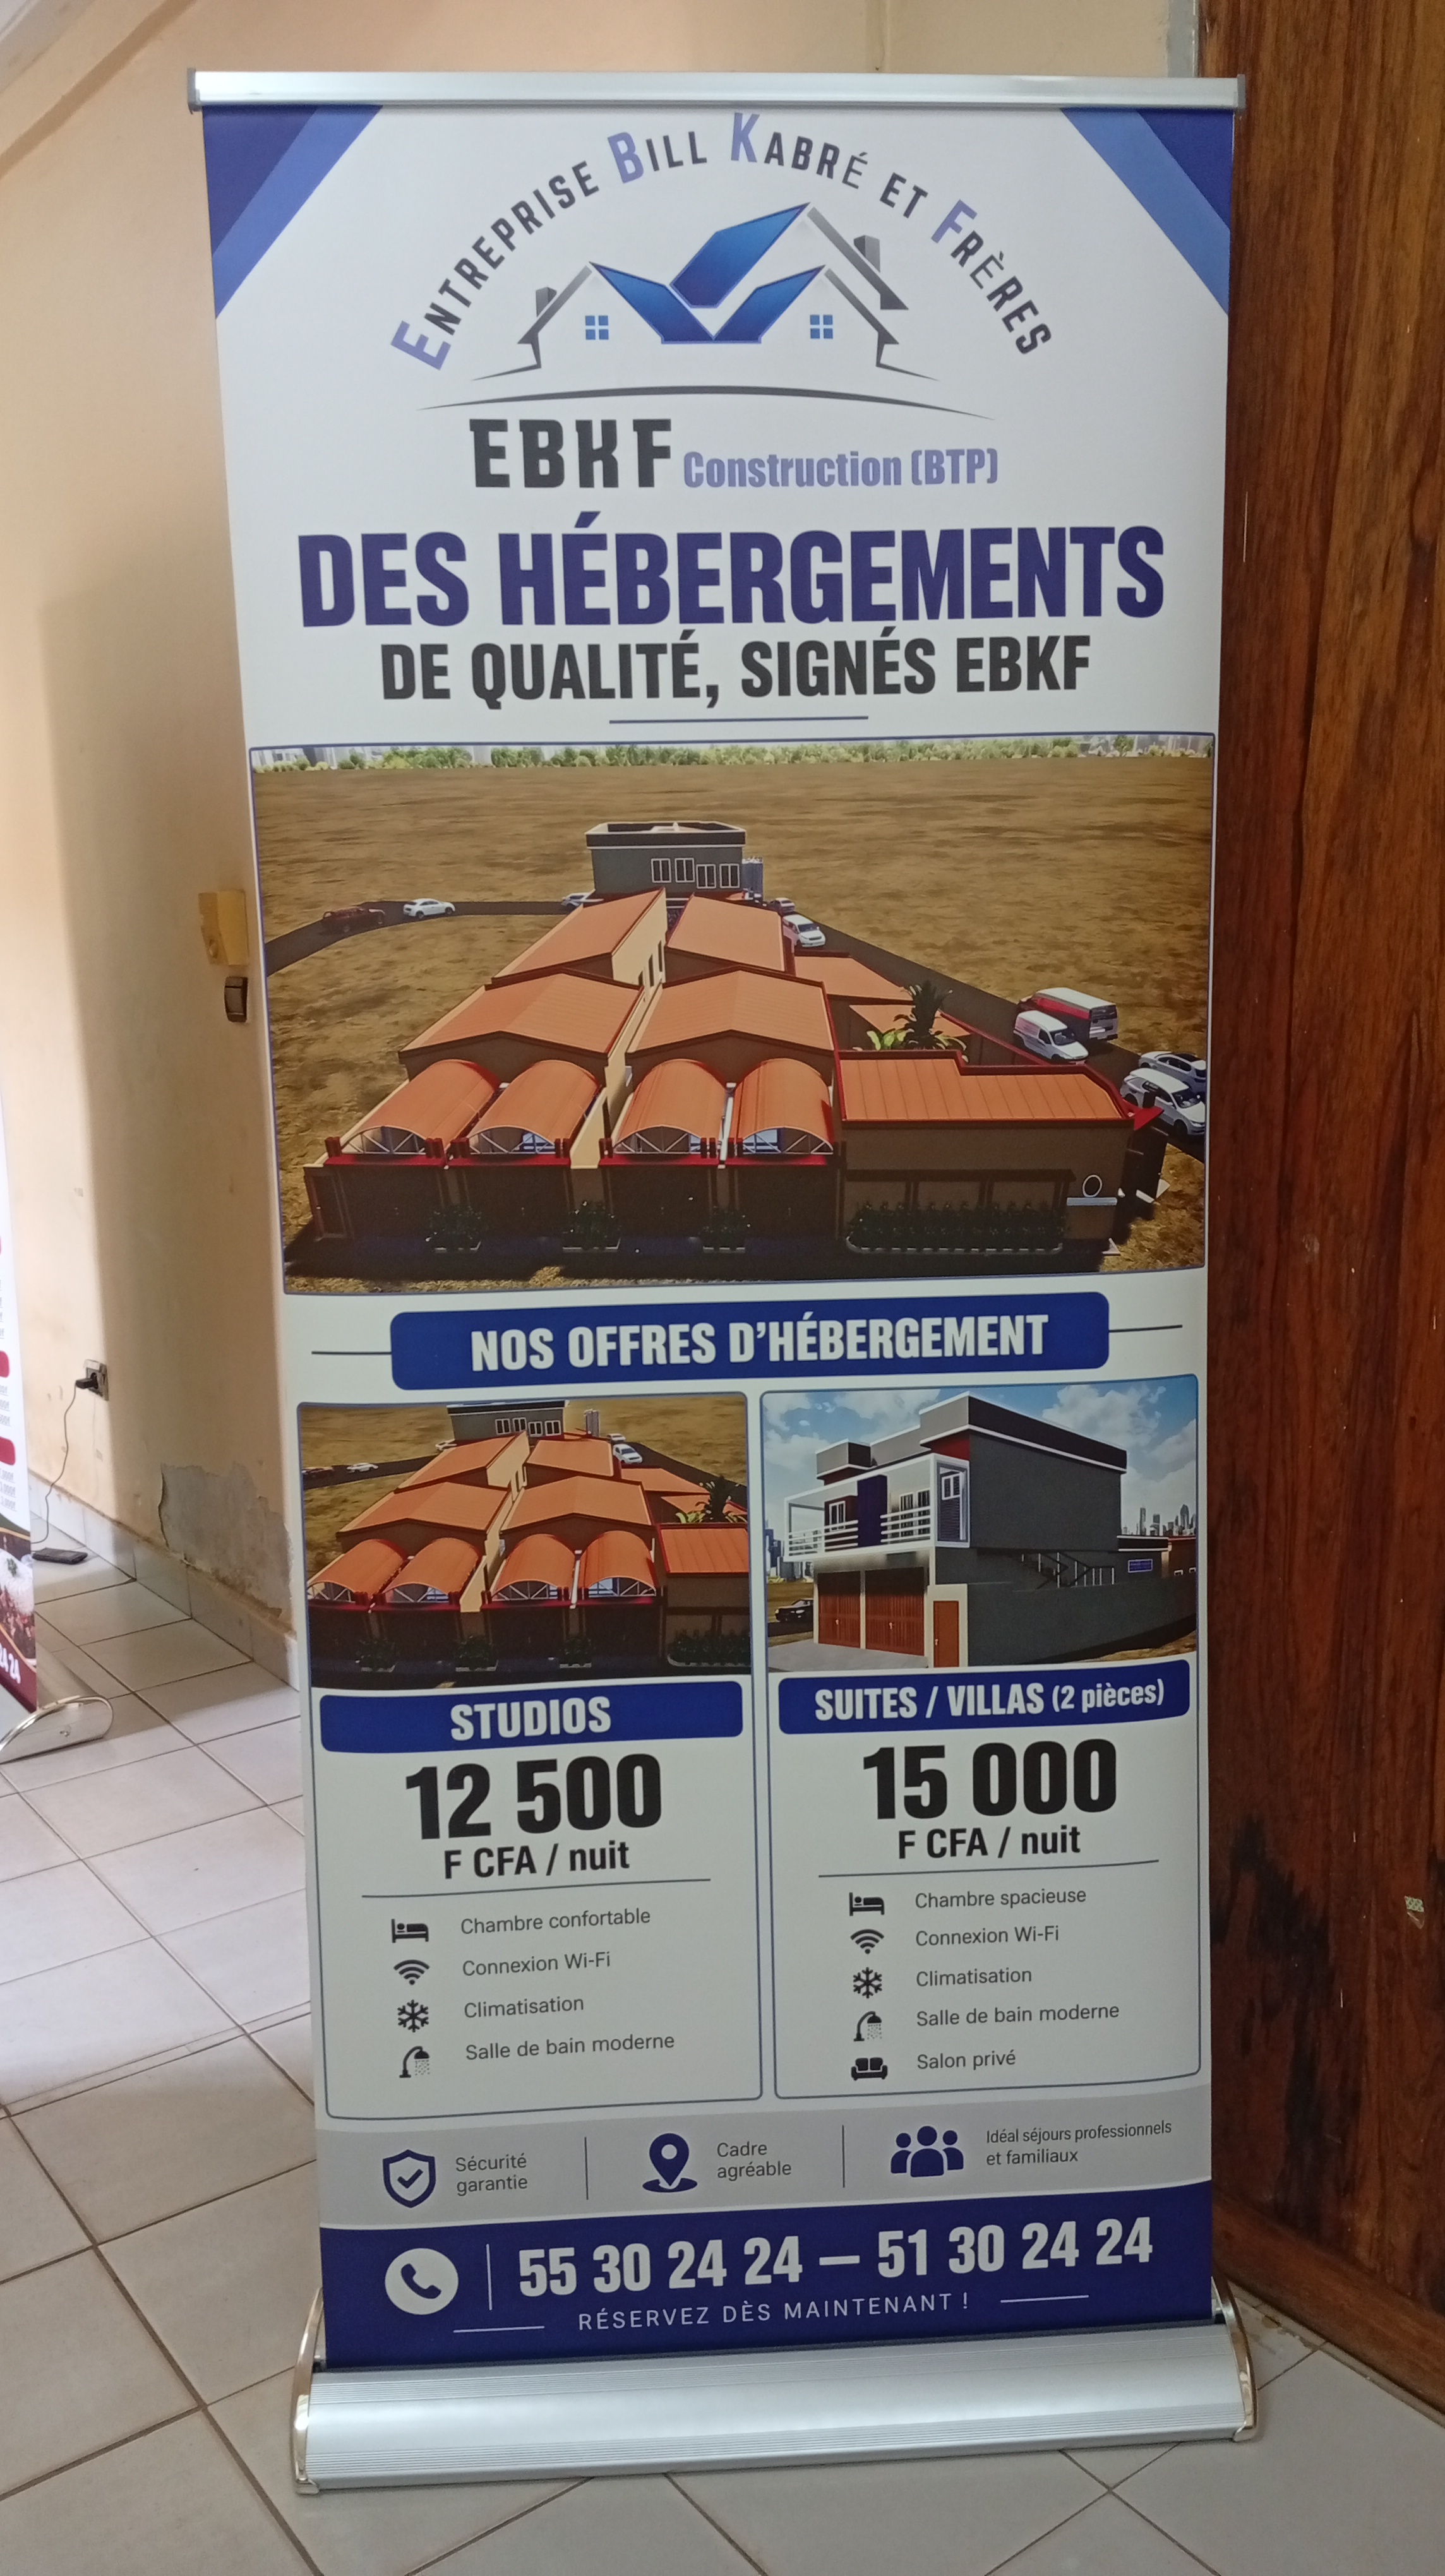 ENTREPRISE BILL KABRÉ ET FRÈRES
EBKF Construction (BTP)
DES HÉBERGEMENTS
DE QUALITÉ, SIGNÉS EBKF
NOS OFFRES D'HÉBERGEMENT
STUDIOS
12 500
F CFA / nuit
Chambre confortable
Connexion Wi-Fi
Climatisation
Salle de bain moderne
SUITES / VILLAS (2 pièces)
15 000
F CFA / nuit
Chambre spacieuse
Connexion Wi-Fi
Climatisation
Salle de bain moderne
Salon privé
Sécurité
garantie
Cadre
agréable
Idéal séjours professionnels
et familiaux
55 30 24 24 — 51 30 24 24
RÉSERVEZ DÈS MAINTENANT !